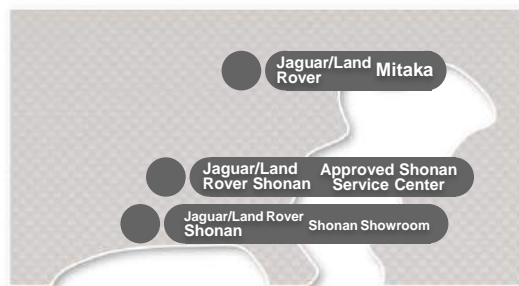 Jaguar/Land
Rover
Mitaka
Jaguar/Land
Rover Shonan
Approved Shonan
Service Center
Jaguar/Land Rover
Shonan
Shonan Showroom